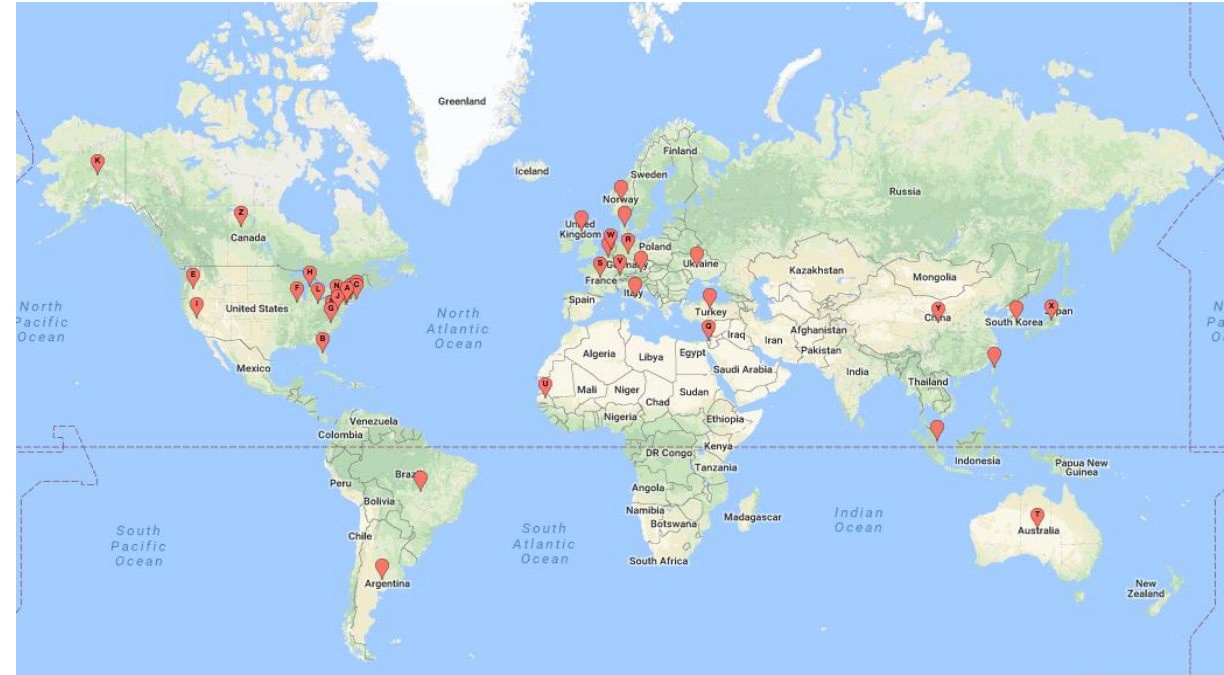 Greenland
Iceland
Finland
Sweden
Norway
Russia
K
Z
Canada
United
Kingdom
W
R
Poland
V
Germany
S
France
Ukraine
Italy
Spain
Turkey
Kazakhstan
Mongolia
E
H
F
L
N
A
C
J
I
G
United States
B
Mexico
North
Pacific
Ocean
North
Atlantic
Ocean
Q
Iraq
Iran
Afghanistan
Pakistan
Y
China
South Korea
X
Japan
Algeria
Libya
Egypt
Saudi Arabia
India
Thailand
U
Mali
Niger
Chad
Sudan
Nigeria
Ethiopia
Venezuela
Colombia
Kenya
DR Congo
Tanzania
Indonesia
Papua New
Guinea
Brazil
Peru
Bolivia
Angola
Namibia
Botswana
Madagascar
Indian
Ocean
T
Australia
Chile
South
Pacific
Ocean
South
Atlantic
Ocean
South Africa
Argentina
New
Zealand